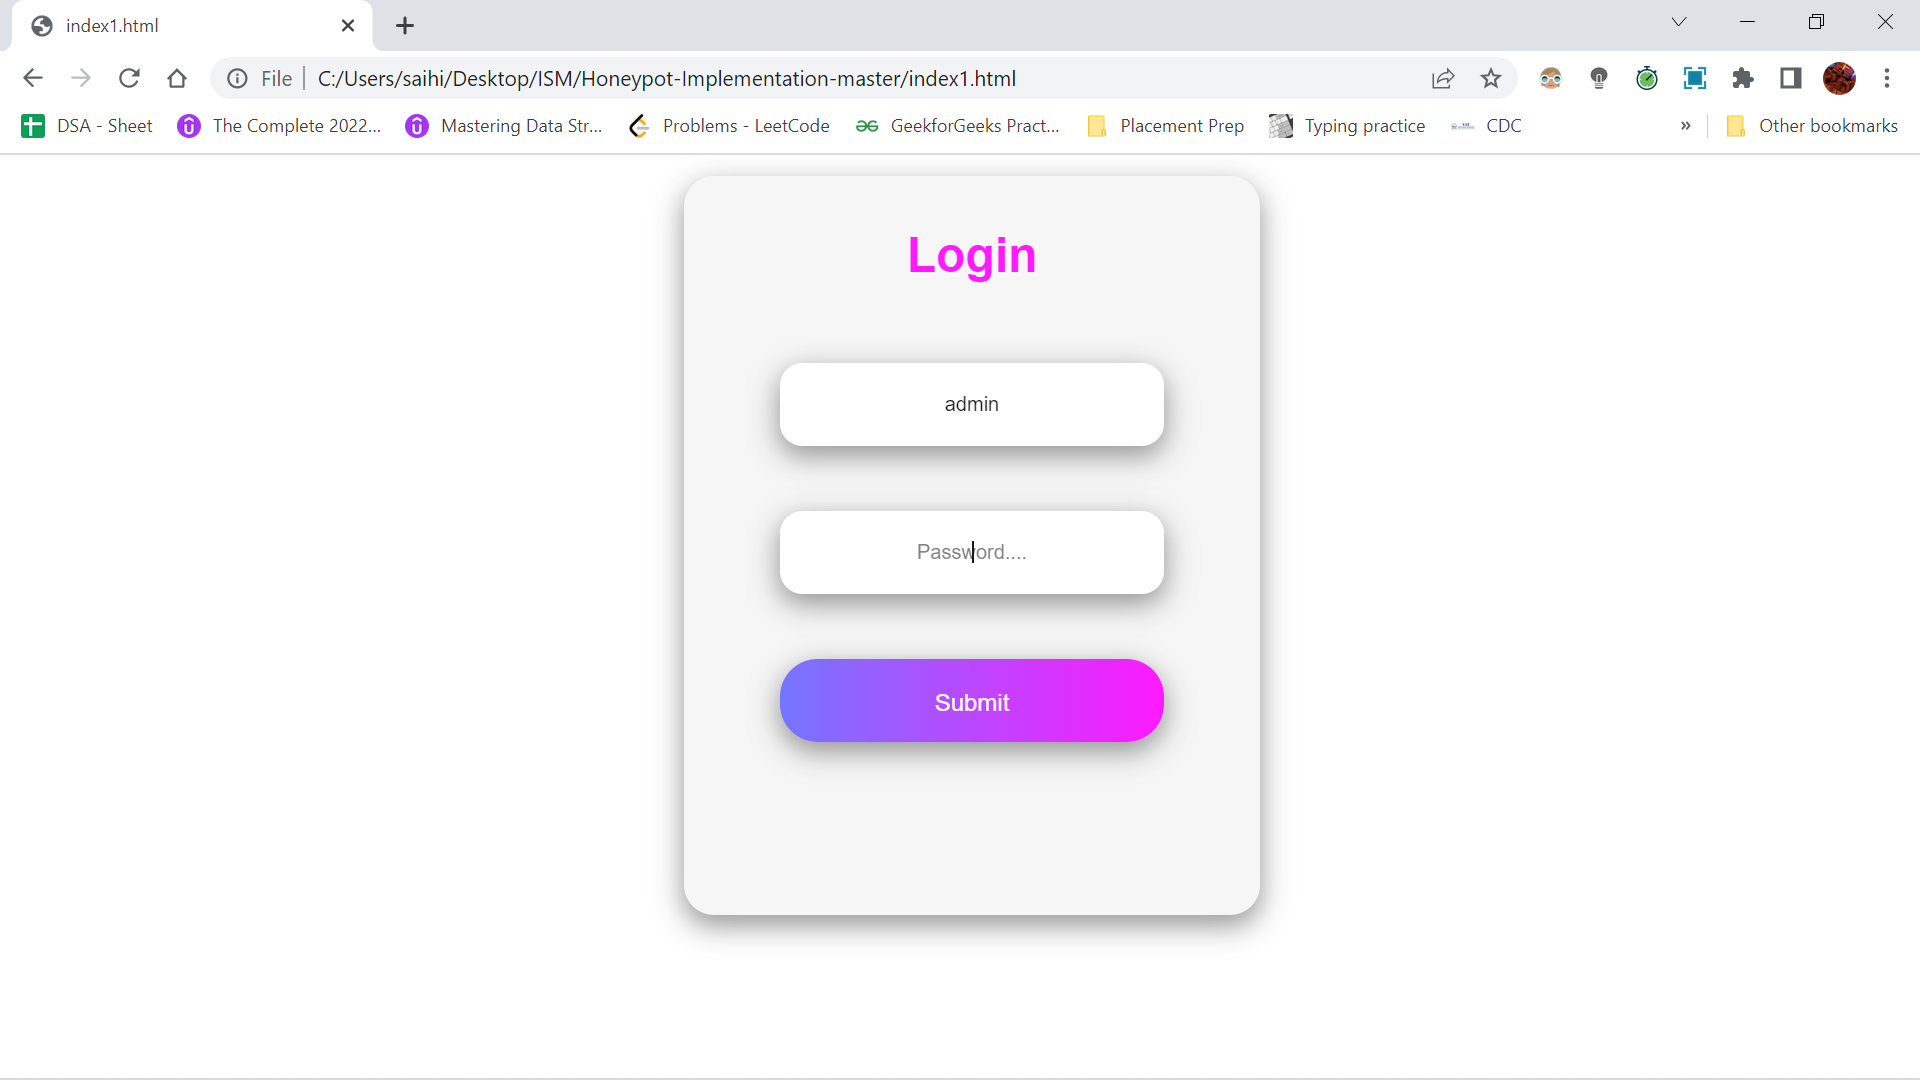 index1.html
File
C:/Users/saihi/Desktop/ISM/Honeypot-Implementation-master/index1.html
DSA - Sheet
The Complete 2022...
Mastering Data Str...
Problems - LeetCode
GeekforGeeks Pract...
Placement Prep
Typing practice
CDC
»
Other bookmarks
Login
admin
Password....
Submit